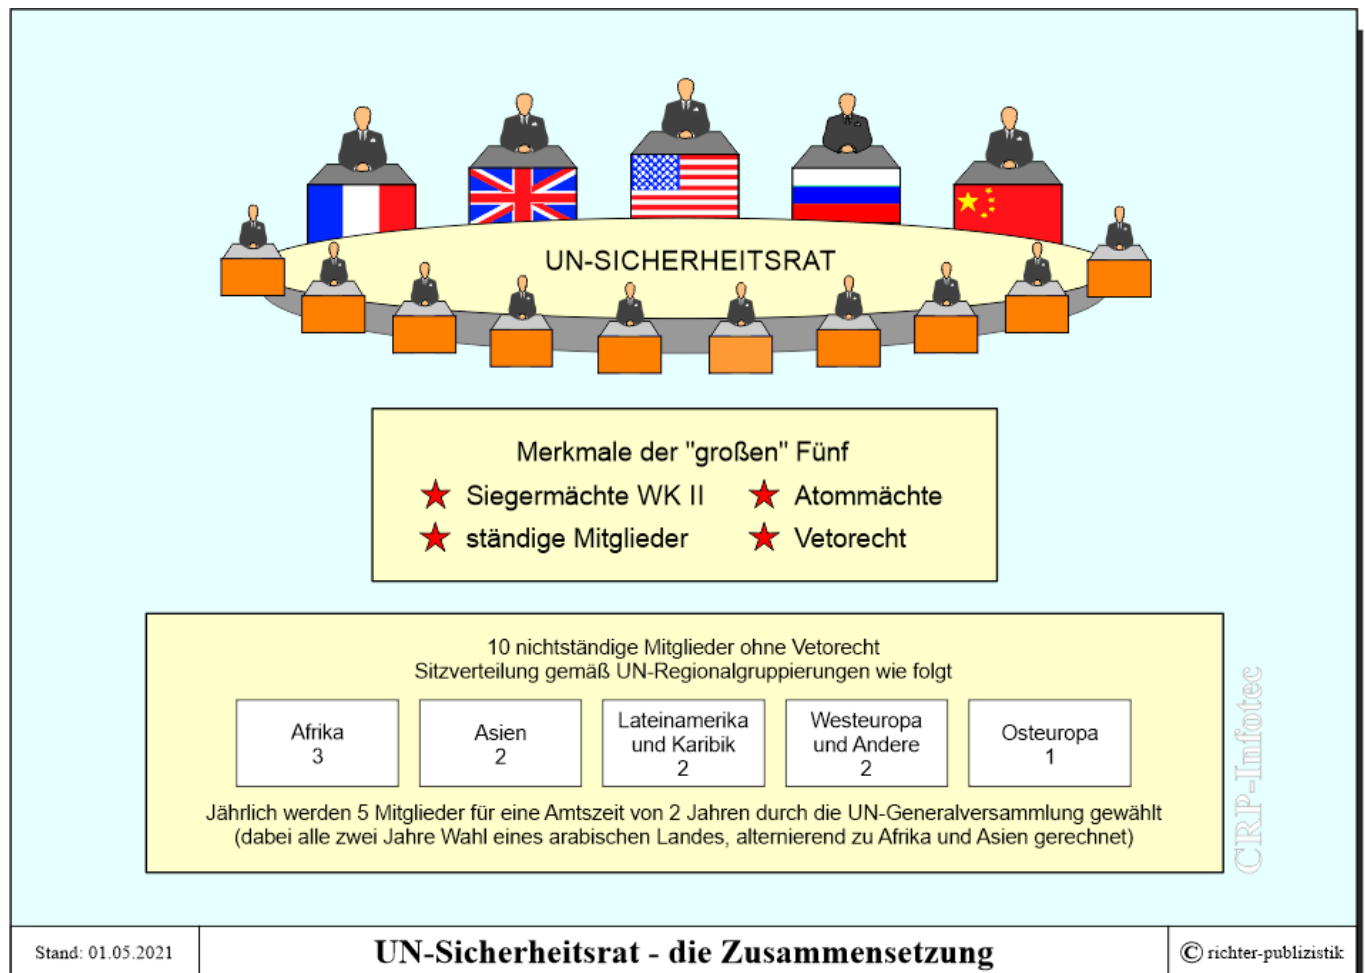 UN-SICHERHEITSRAT
Merkmale der "großen" Fünf
Siegermächte WK II
Atommächte
ständige Mitglieder
Vetorecht
10 nichtständige Mitglieder ohne Vetorecht
Sitzverteilung gemäß UN-Regionalgruppierungen wie folgt
Afrika
3
Asien
2
Lateinamerika
und Karibik
2
Westeuropa
und Andere
2
Osteuropa
1
Jährlich werden 5 Mitglieder für eine Amtszeit von 2 Jahren durch die UN-Generalversammlung gewählt
(dabei alle zwei Jahre Wahl eines arabischen Landes, alternierend zu Afrika und Asien gerechnet)
CRP-Infotec
Stand: 01.05.2021
UN-Sicherheitsrat - die Zusammensetzung
© richter-publizistik